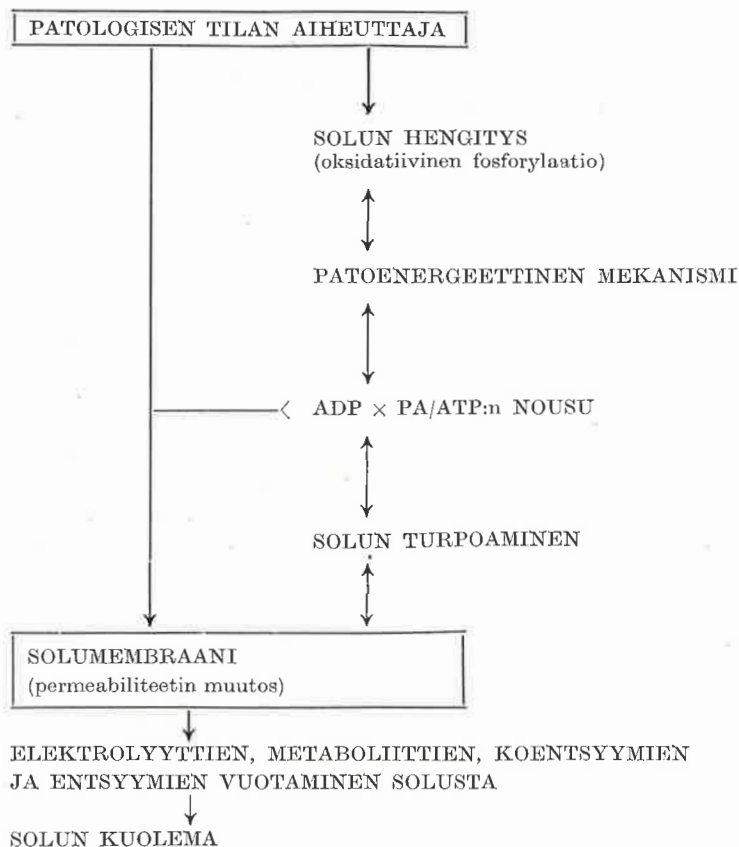 PATOLOGISEN TILAN AIHEUTTAJA
SOLUN HENGITYS
(oksidatiivinen fosforylaatio)
PATOENERGEETTINEN MEKANISMI
ADP × PA/ATP:n NOUSU
SOLUN TURPOAMINEN
SOLUMEMBRAANI
(permeabiliteetin muutos)
ELEKTROLYYTTIEN, METABOLIITTIEN, KOENTSYYMIEN
JA ENTSYYMIEN VUOTAMINEN SOLUSTA
SOLUN KUOLEMA